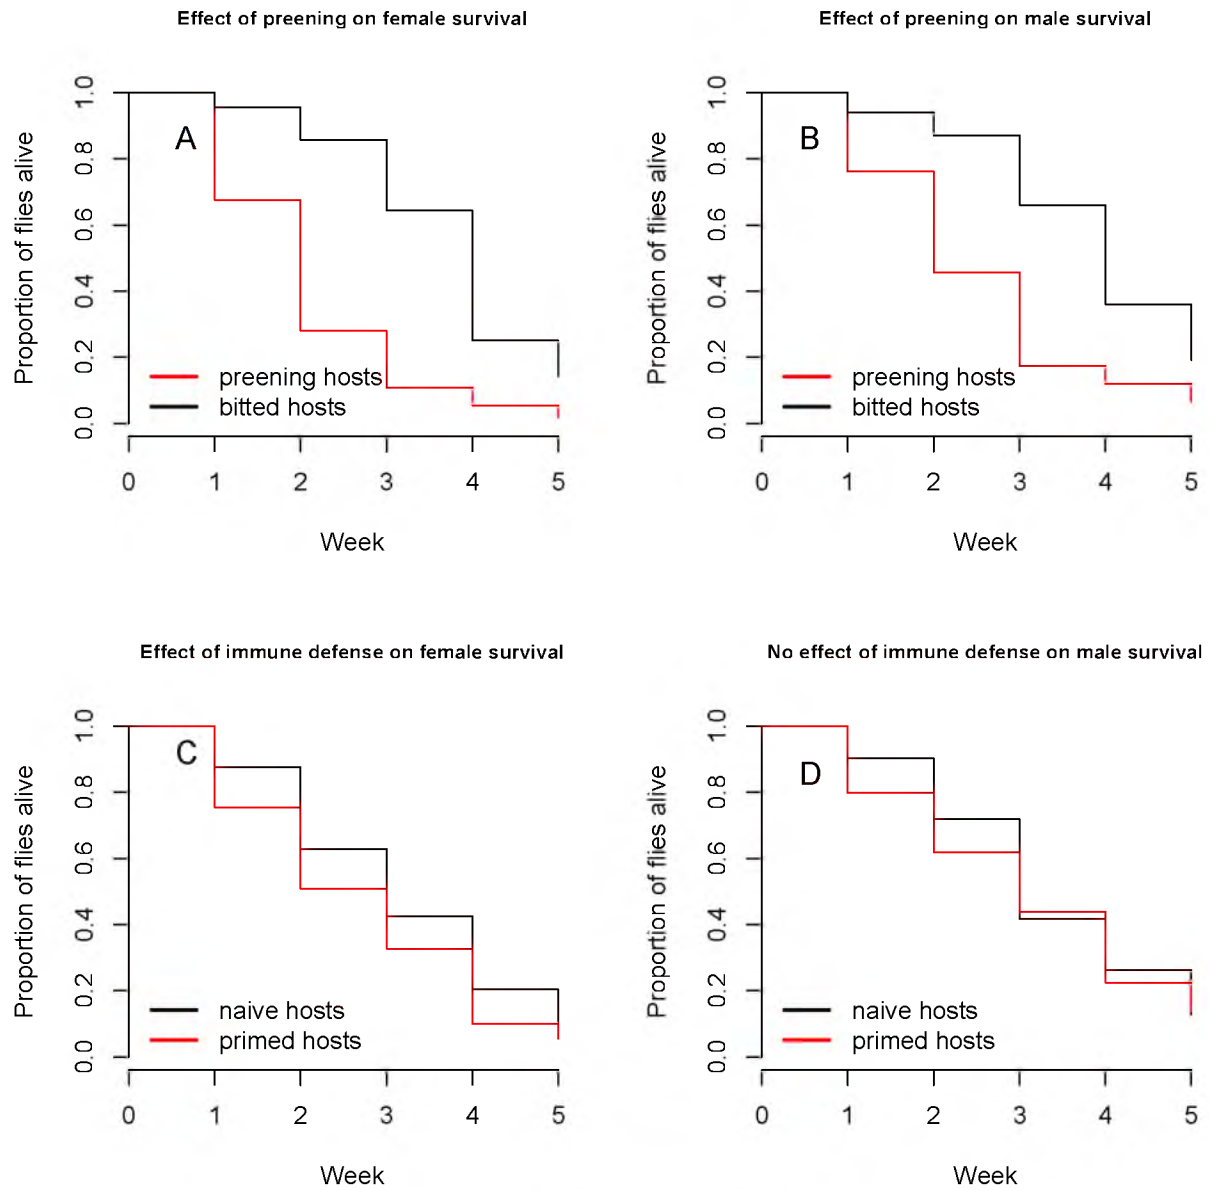 Effect of preening on female survival
Proportion of flies alive
1.0
0.8
0.6
0.4
0.2
0.0
A
preening hosts
bitted hosts
0 1 2 3 4 5
Week
Effect of preening on male survival
Proportion of flies alive
1.0
0.8
0.6
0.4
0.2
0.0
B
preening hosts
bitted hosts
0 1 2 3 4 5
Week
Effect of immune defense on female survival
Proportion of flies alive
1.0
0.8
0.6
0.4
0.2
0.0
C
naive hosts
primed hosts
0 1 2 3 4 5
Week
No effect of immune defense on male survival
Proportion of flies alive
1.0
0.8
0.6
0.4
0.2
0.0
D
naive hosts
primed hosts
0 1 2 3 4 5
Week